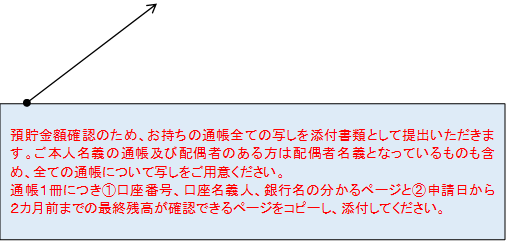 預貯金額確認のため、お持ちの通帳全ての写しを添付書類として提出いただきま
す。ご本人名義の通帳及び配偶者のある方は配偶者名義となっているものも含
め、全ての通帳について写しをご用意ください。
通帳１冊につき①口座番号、口座名義人、銀行名の分かるページと②申請日から
２カ月前までの最終残高が確認できるページをコピーし、添付してください。